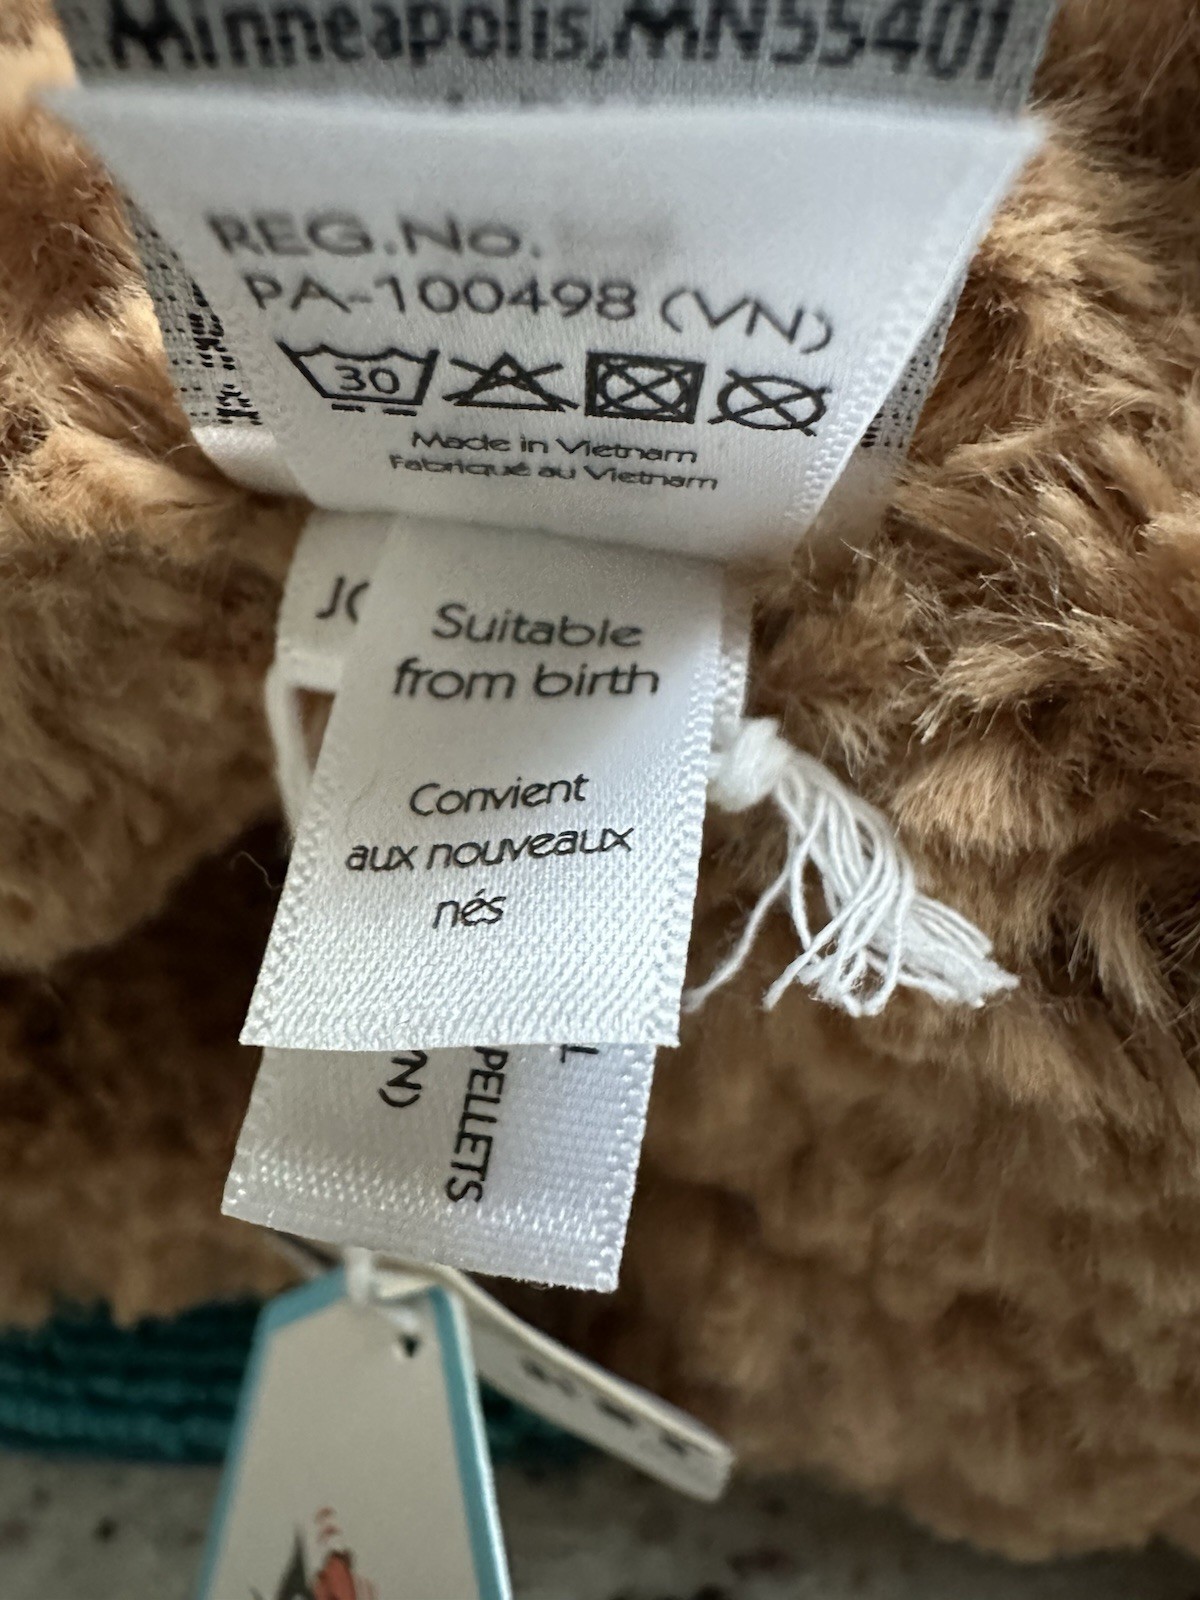 Minneapolis, MN55401
REG.No.
PA-100498 (VN)
30
Made in Vietnam
Fabriqué au Vietnam
Suitable
from birth
Convient
aux nouveaux
nés
PELLETS